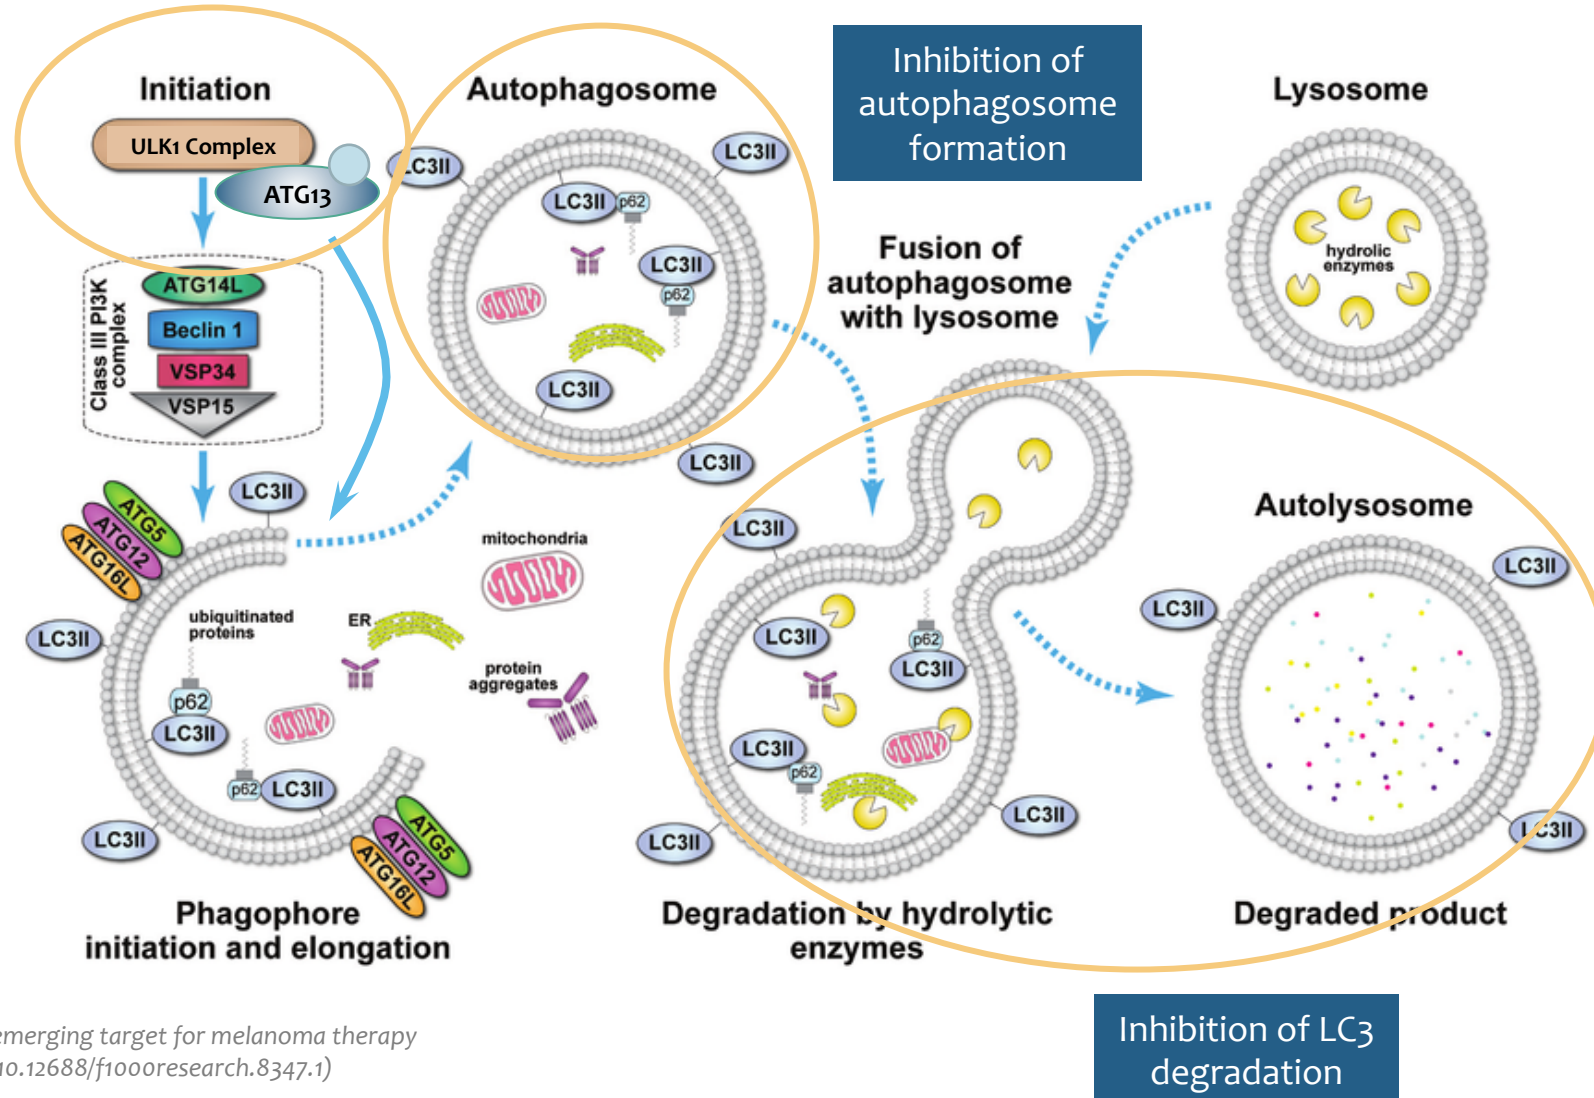 Initiation
ULK1 Complex
ATG13
Class III PI3K
complex
ATG14L
Beclin 1
VSP34
VSP15
Autophagosome
LC3II
LC3II
LC3II
p62
LC3II
p62
LC3II
LC3II
Inhibition of
autophagosome
formation
Lysosome
hydrolic
enzymes
Fusion of
autophagosome
with lysosome
LC3II
ATG5
ATG12
ATG16L
LC3II
ubiquitinated
proteins
p62
LC3II
p62
LC3II
LC3II
ATG5
ATG12
ATG16L
Phagophore
initiation and elongation
mitochondria
ER
protein
aggregates
LC3II
LC3II
p62
LC3II
LC3II
p62
LC3II
LC3II
Degradation by hydrolytic
enzymes
Autolysosome
LC3II
LC3II
LC3II
Degraded product
Inhibition of LC3
degradation
emerging target for melanoma therapy
10.12688/f1000research.8347.1)